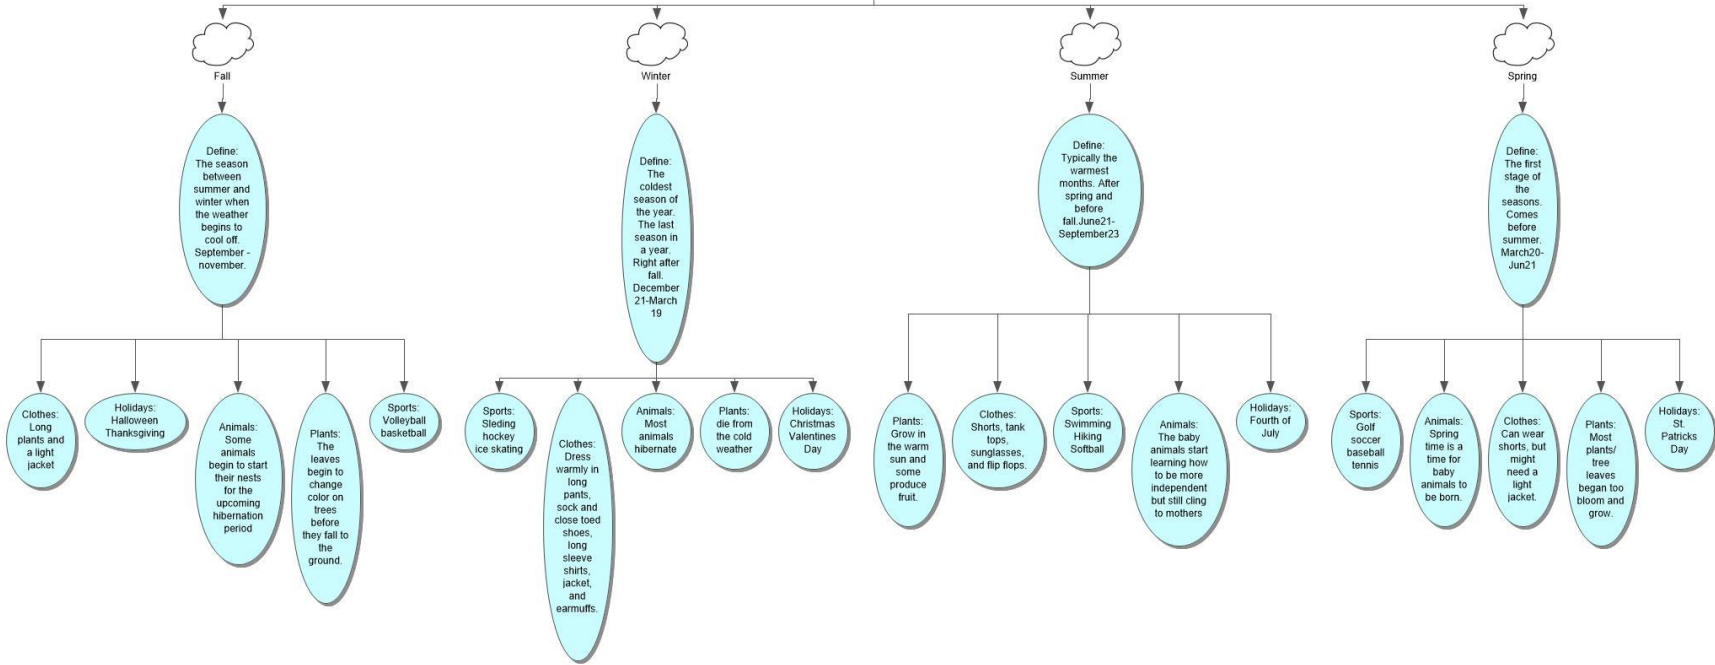 Fall
Winter
Summer
Spring
Define:
The season
between
summer and
winter when
the weather
begins to
cool off.
September -
november.
Define:
The
coldest
season of
the year.
The last
season in
a year.
Right after
fall.
December
21-March
19
Define:
Typically the
warmest
months. After
spring and
before
fall.June21-
September23
Define:
The first
stage of
the
seasons.
Comes
before
summer.
March20-
Jun21
Clothes:
Long
plants and
a light
jacket
Holidays:
Halloween
Thanksgiving
Animals:
Some
animals
begin to start
their nests
for the
upcoming
hibernation
period
Plants:
The
leaves
begin to
change
color on
trees
before
they fall to
the
ground.
Sports:
Volleyball
basketball
Sports:
Sleding
hockey
ice skating
Clothes:
Dress
warmly in
long
pants,
sock and
close toed
shoes,
long
sleeve
shirts,
jacket,
and
earmuffs.
Animals:
Most
animals
hibernate
Plants:
die from
the cold
weather
Holidays:
Christmas
Valentines
Day
Plants:
Grow in
the warm
sun and
some
produce
fruit.
Clothes:
Shorts, tank
tops,
sunglasses,
and flip flops.
Sports:
Swimming
Hiking
Softball
Animals:
The baby
animals start
learning how
to be more
independent
but still cling
to mothers
Holidays:
Fourth of
July
Sports:
Golf
soccer
baseball
tennis
Animals:
Spring
time is a
time for
baby
animals to
be born.
Clothes:
Can wear
shorts, but
might
need a
light
jacket.
Plants:
Most
plants/
tree
leaves
began too
bloom and
grow.
Holidays:
St.
Patricks
Day